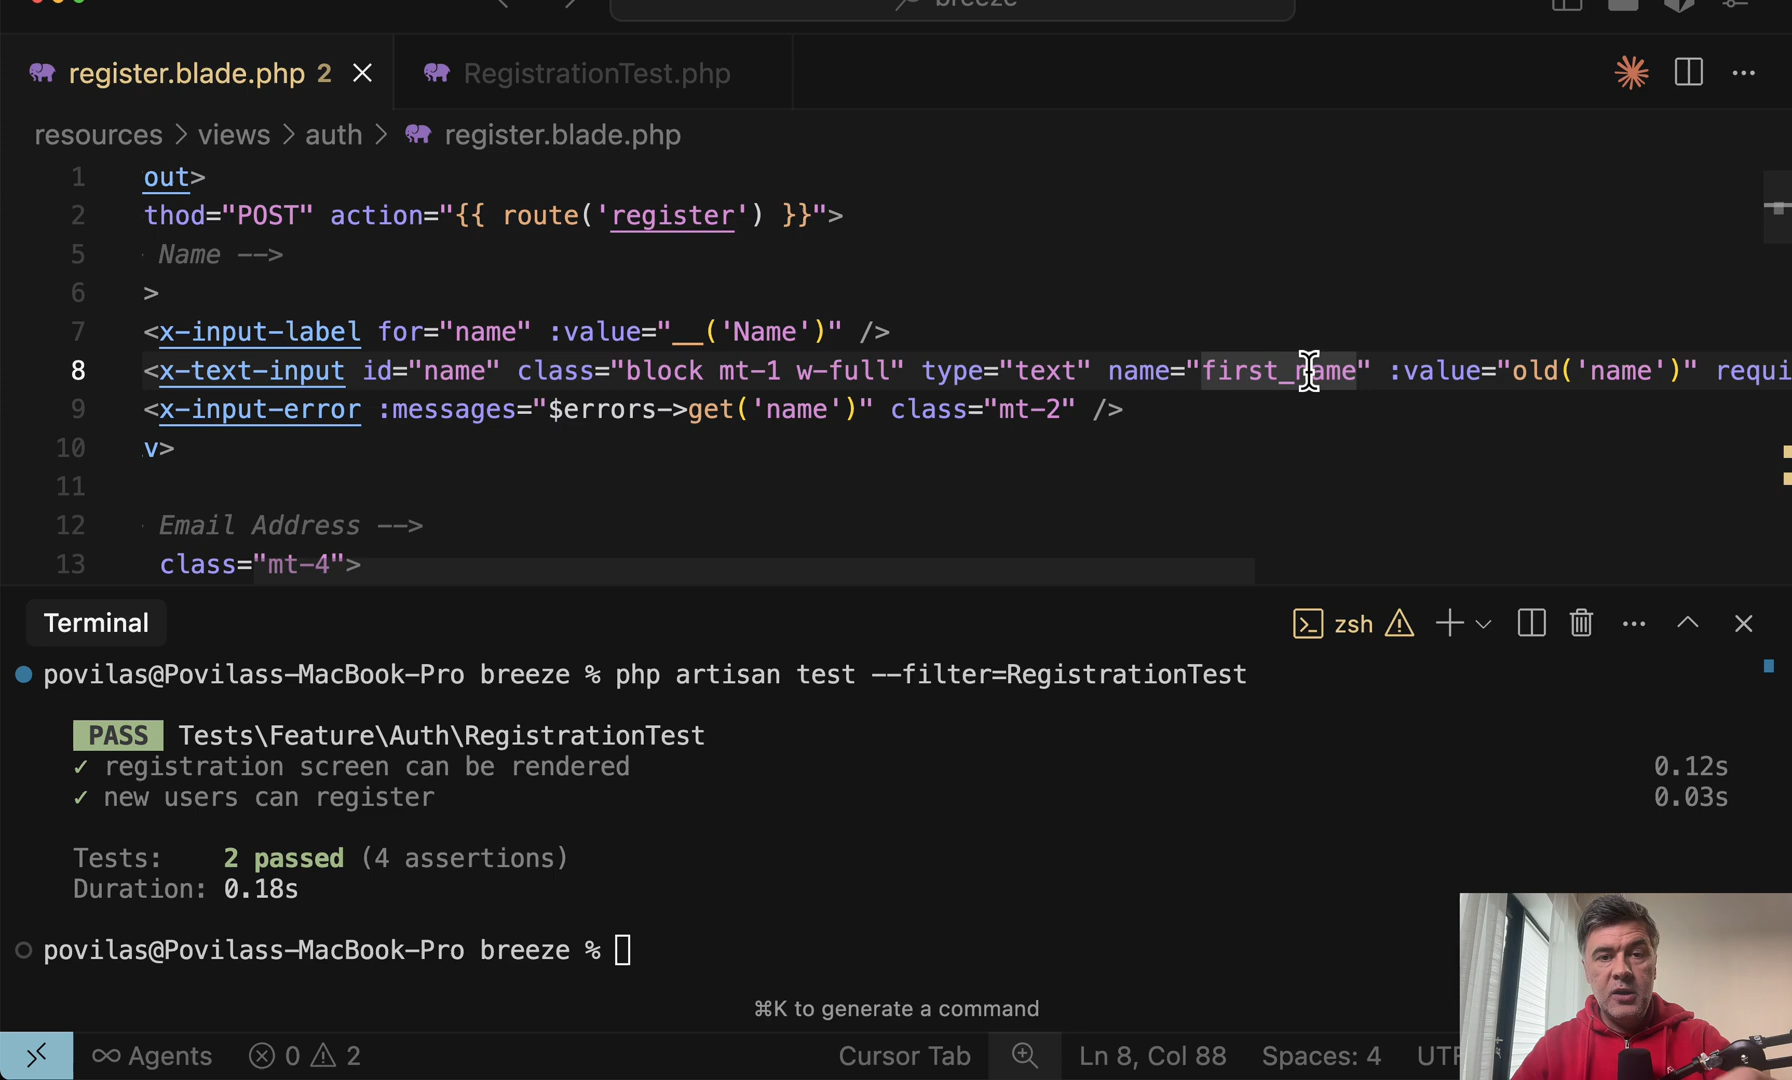 breeze
register.blade.php 2
RegistrationTest.php
resources > views > auth > register.blade.php
1 out>
2 thod="POST" action="{{ route('register') }}">
5 Name -->
6 >
7 <x-input-label for="name" :value="__('Name')" />
8 <x-text-input id="name" class="block mt-1 w-full" type="text" name="first_name" :value="old('name')" requi
9 <x-input-error :messages="$errors->get('name')" class="mt-2" />
10 v>
11
12 Email Address -->
13 class="mt-4">
Terminal
zsh
povilas@Povilass-MacBook-Pro breeze % php artisan test --filter=RegistrationTest
PASS Tests\Feature\Auth\RegistrationTest
✓ registration screen can be rendered 0.12s
✓ new users can register 0.03s
Tests: 2 passed (4 assertions)
Duration: 0.18s
povilas@Povilass-MacBook-Pro breeze %
⌘K to generate a command
Agents 0 2 Cursor Tab Ln 8, Col 88 Spaces: 4 UTF